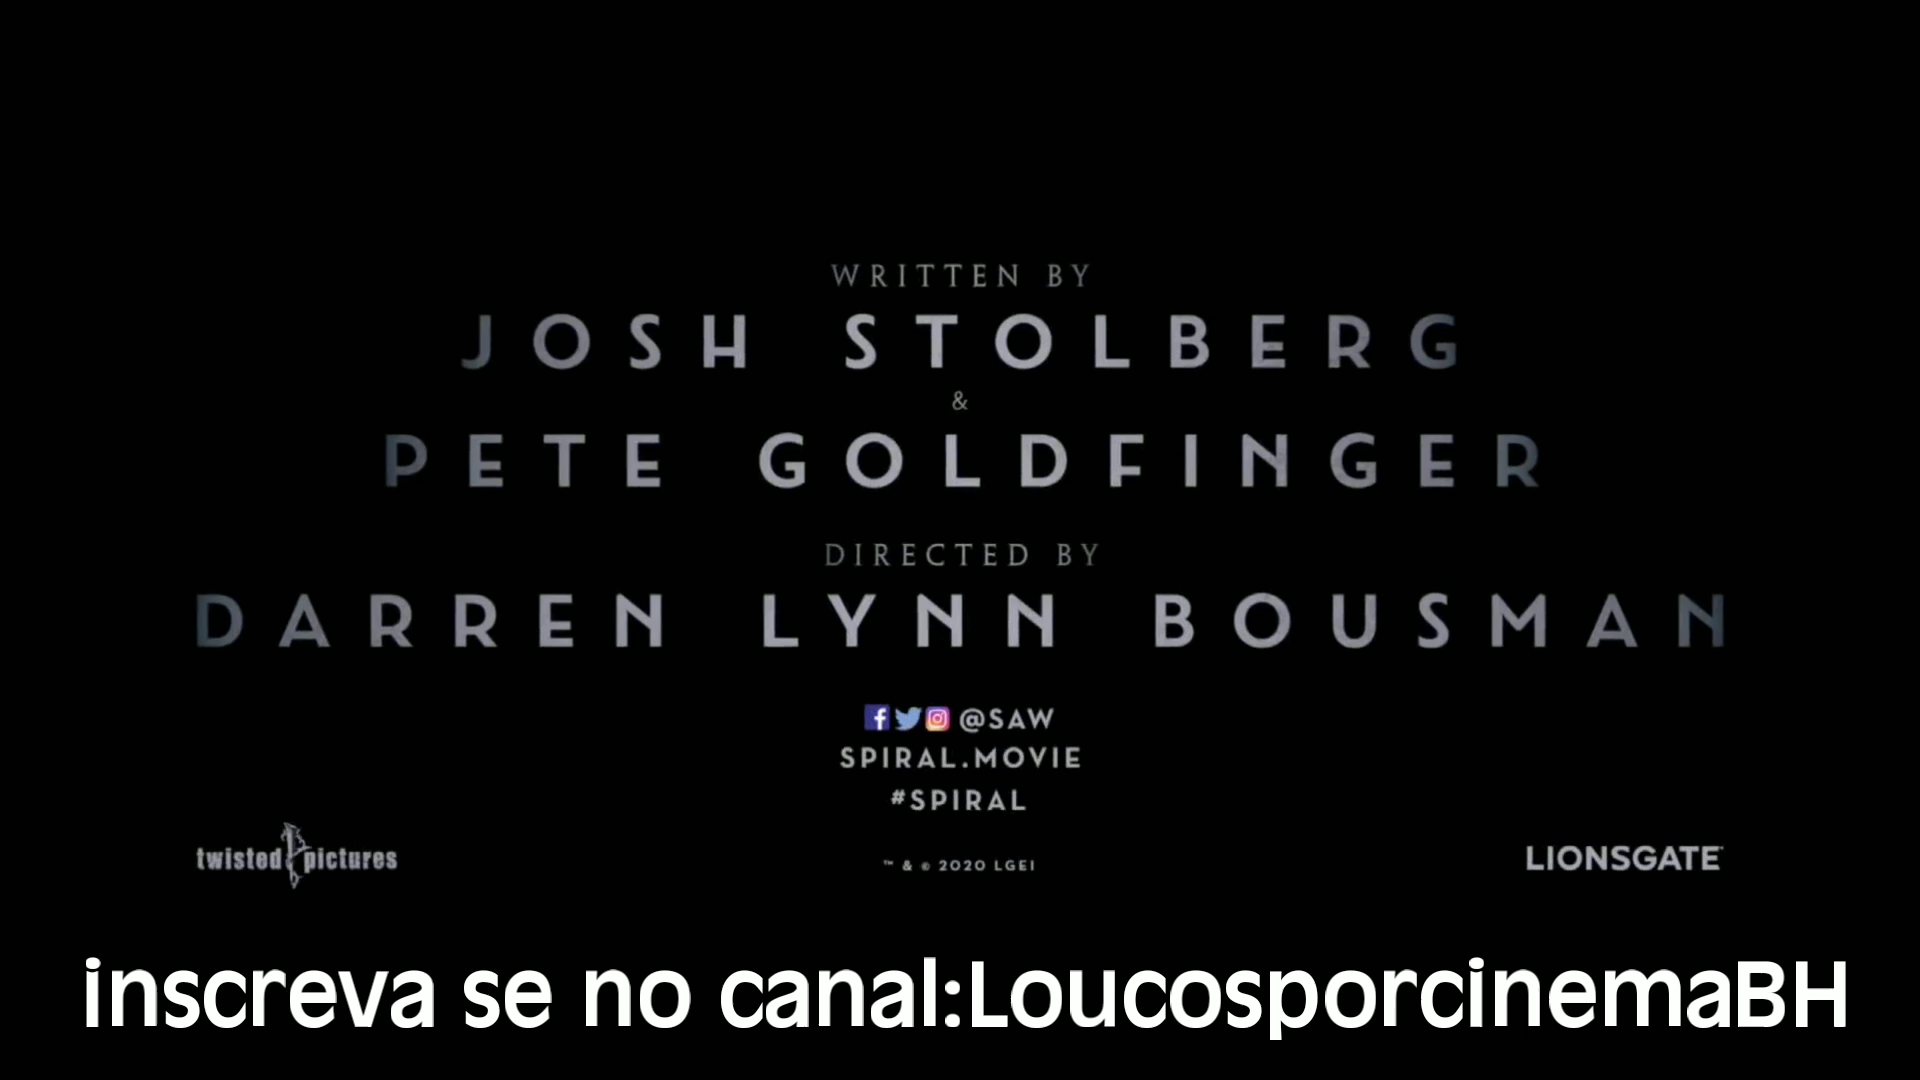 WRITTEN BY
JOSH STOLBERG
&
PETE GOLDFINGER
DIRECTED BY
DARREN LYNN BOUSMAN
@SAW
SPIRAL.MOVIE
#SPIRAL
twisted pictures
™ & © 2020 LGEI
LIONSGATE
inscreva se no canal:LoucosporcinemaBH